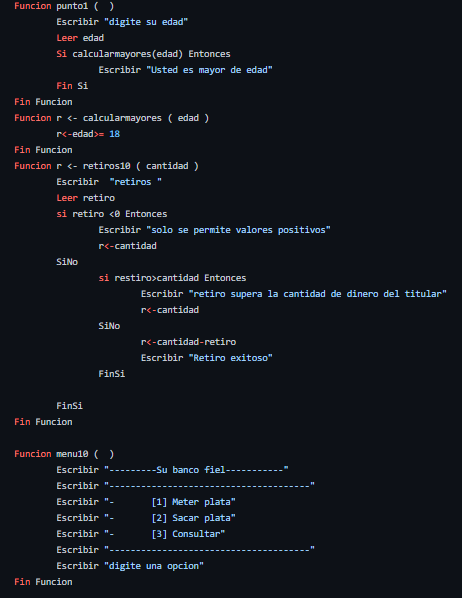 Funcion punto1 (  )
Escribir "digite su edad"
Leer edad
Si calcularmayores(edad) Entonces
Escribir "Usted es mayor de edad"
Fin Si
Fin Funcion
Funcion r <- calcularmayores ( edad )
r<-edad>= 18
Fin Funcion
Funcion r <- retiros10 ( cantidad )
Escribir  "retiros "
Leer retiro
si retiro <0 Entonces
Escribir "solo se permite valores positivos"
r<-cantidad
SiNo
si restiro>cantidad Entonces
Escribir "retiro supera la cantidad de dinero del titular"
r<-cantidad
SiNo
r<-cantidad-retiro
Escribir "Retiro exitoso"
FinSi
FinSi
Fin Funcion
Funcion menu10 (  )
Escribir "---------Su banco fiel-----------"
Escribir "--------------------------------------"
Escribir "-       [1] Meter plata"
Escribir "-       [2] Sacar plata"
Escribir "-       [3] Consultar"
Escribir "--------------------------------------"
Escribir "digite una opcion"
Fin Funcion